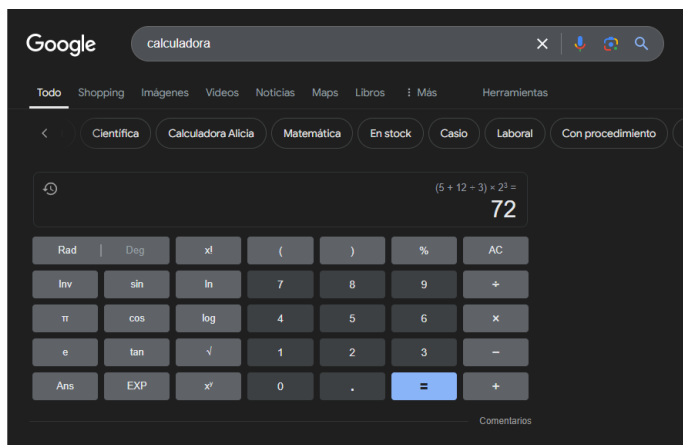 Google calculadora
Todo Shopping Imágenes Videos Noticias Maps Libros Más Herramientas
Científica Calculadora Alicia Matemática En stock Casio Laboral Con procedimiento
(5 + 12 ÷ 3) × 2³ =
72
Rad | Deg x! ( ) % AC
Inv sin ln 7 8 9 ÷
π cos log 4 5 6 ×
e tan √ 1 2 3 −
Ans EXP xʸ 0 . = +
Comentarios